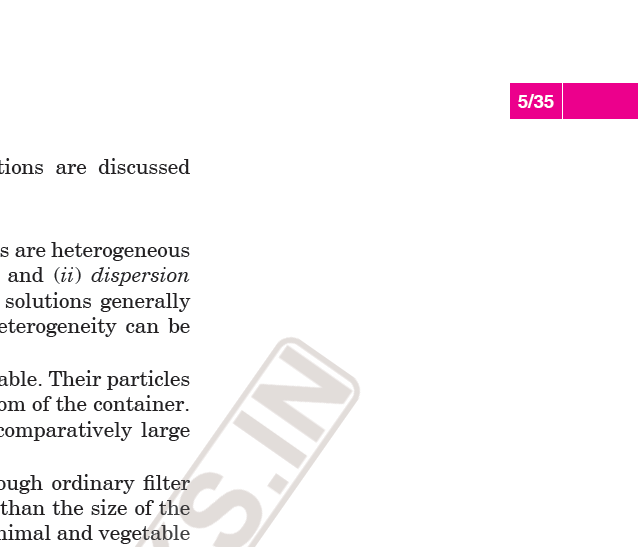 5/35
tions are discussed
s are heterogeneous
and (ii) dispersion
solutions generally
eterogeneity can be
able. Their particles
om of the container.
comparatively large
ough ordinary filter
than the size of the
nimal and vegetable
S.IN